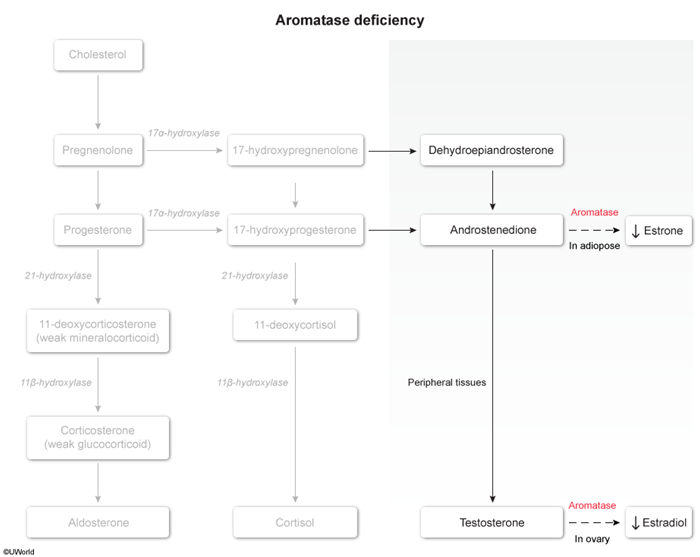 Aromatase deficiency
Cholesterol
17α-hydroxylase
Pregnenolone
17-hydroxypregnenolone
Dehydroepiandrosterone
17α-hydroxylase
Aromatase
Progesterone
17-hydroxyprogesterone
Androstenedione
↓ Estrone
In adipose
21-hydroxylase
21-hydroxylase
11-deoxycorticosterone
(weak mineralocorticoid)
11-deoxycortisol
11β-hydroxylase
11β-hydroxylase
Peripheral tissues
Corticosterone
(weak glucocorticoid)
Aromatase
Aldosterone
Cortisol
Testosterone
↓ Estradiol
In ovary
©UWorld